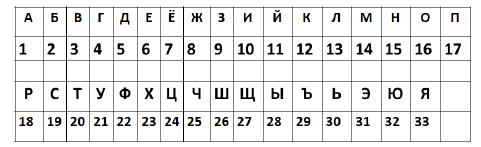 А Б В Г Д Е Ё Ж З И Й К Л М Н О П
1 2 3 4 5 6 7 8 9 10 11 12 13 14 15 16 17
Р С Т У Ф Х Ц Ч Ш Щ Ы Ъ Ь Э Ю Я
18 19 20 21 22 23 24 25 26 27 28 29 30 31 32 33